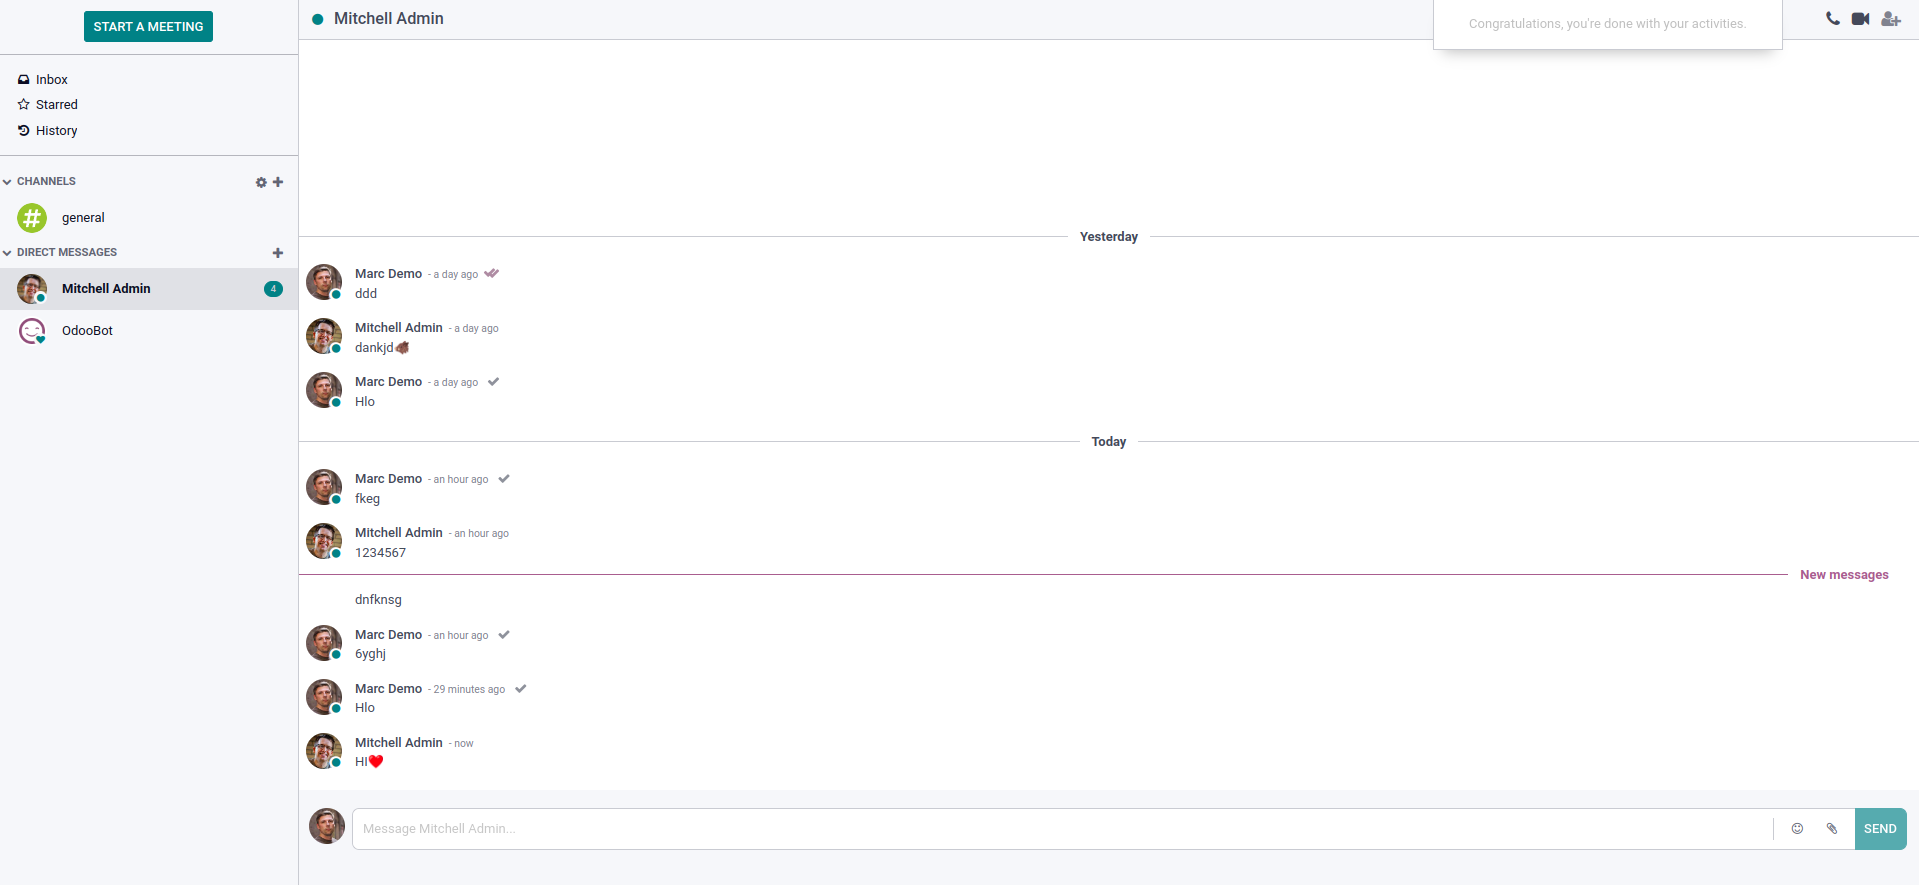 START A MEETING
Inbox
Starred
History
CHANNELS
general
DIRECT MESSAGES
Mitchell Admin 4
OdooBot
Mitchell Admin
Congratulations, you're done with your activities.
Yesterday
Marc Demo - a day ago
ddd
Mitchell Admin - a day ago
dankjd
Marc Demo - a day ago
Hlo
Today
Marc Demo - an hour ago
fkeg
Mitchell Admin - an hour ago
1234567
New messages
dnfknsg
Marc Demo - an hour ago
6yghj
Marc Demo - 29 minutes ago
Hlo
Mitchell Admin - now
HI❤️
Message Mitchell Admin...
SEND